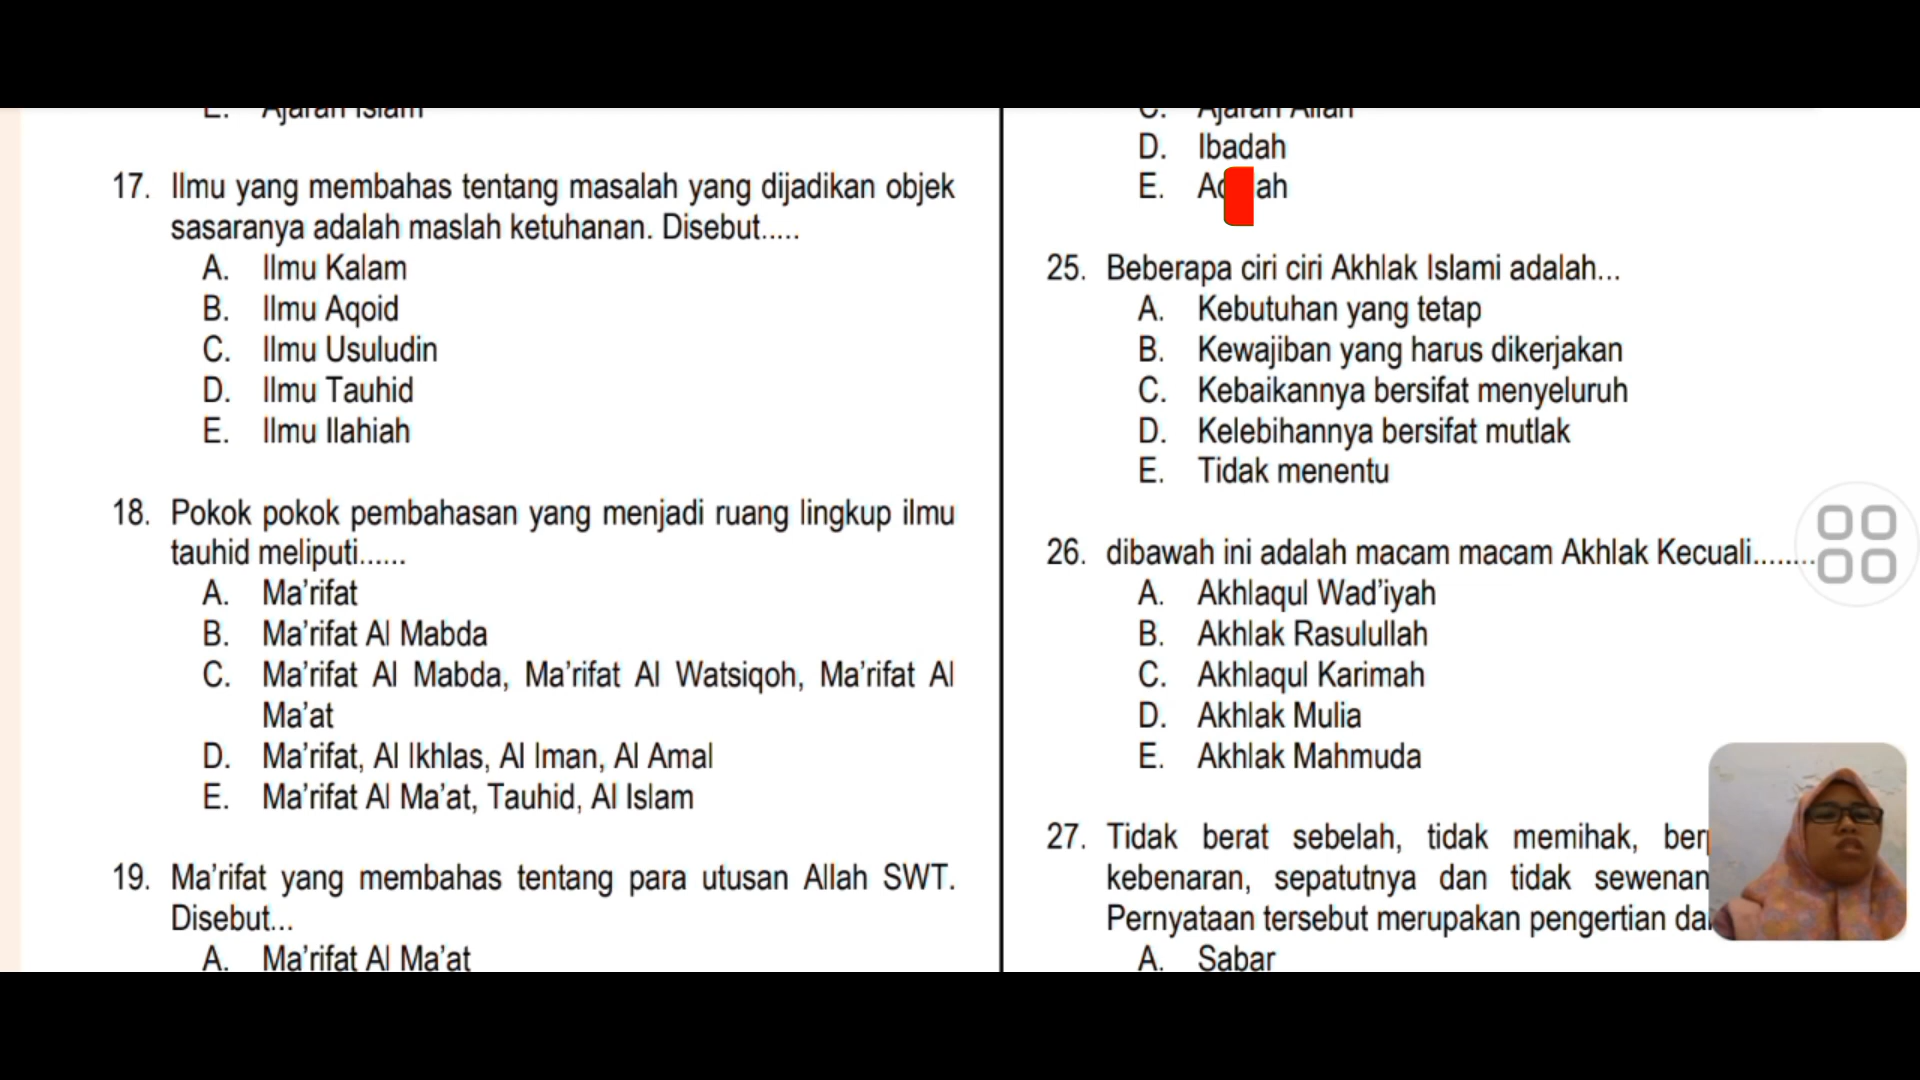 E. Ajaran Islam
17. Ilmu yang membahas tentang masalah yang dijadikan objek
sasaranya adalah maslah ketuhanan. Disebut.....
A. Ilmu Kalam
B. Ilmu Aqoid
C. Ilmu Usuludin
D. Ilmu Tauhid
E. Ilmu Ilahiah
18. Pokok pokok pembahasan yang menjadi ruang lingkup ilmu
tauhid meliputi......
A. Ma'rifat
B. Ma'rifat Al Mabda
C. Ma'rifat Al Mabda, Ma'rifat Al Watsiqoh, Ma'rifat Al
Ma'at
D. Ma'rifat, Al Ikhlas, Al Iman, Al Amal
E. Ma'rifat Al Ma'at, Tauhid, Al Islam
19. Ma'rifat yang membahas tentang para utusan Allah SWT.
Disebut...
A. Ma'rifat Al Ma'at
C. Ajaran Allah
D. Ibadah
E.
25. Beberapa ciri ciri Akhlak Islami adalah...
A. Kebutuhan yang tetap
B. Kewajiban yang harus dikerjakan
C. Kebaikannya bersifat menyeluruh
D. Kelebihannya bersifat mutlak
E. Tidak menentu
26. dibawah ini adalah macam macam Akhlak Kecuali........
A. Akhlaqul Wad'iyah
B. Akhlak Rasulullah
C. Akhlaqul Karimah
D. Akhlak Mulia
E. Akhlak Mahmuda
27. Tidak berat sebelah, tidak memihak,
kebenaran, sepatutnya dan tidak
Pernyataan tersebut merupakan pengertian
A. Sabar